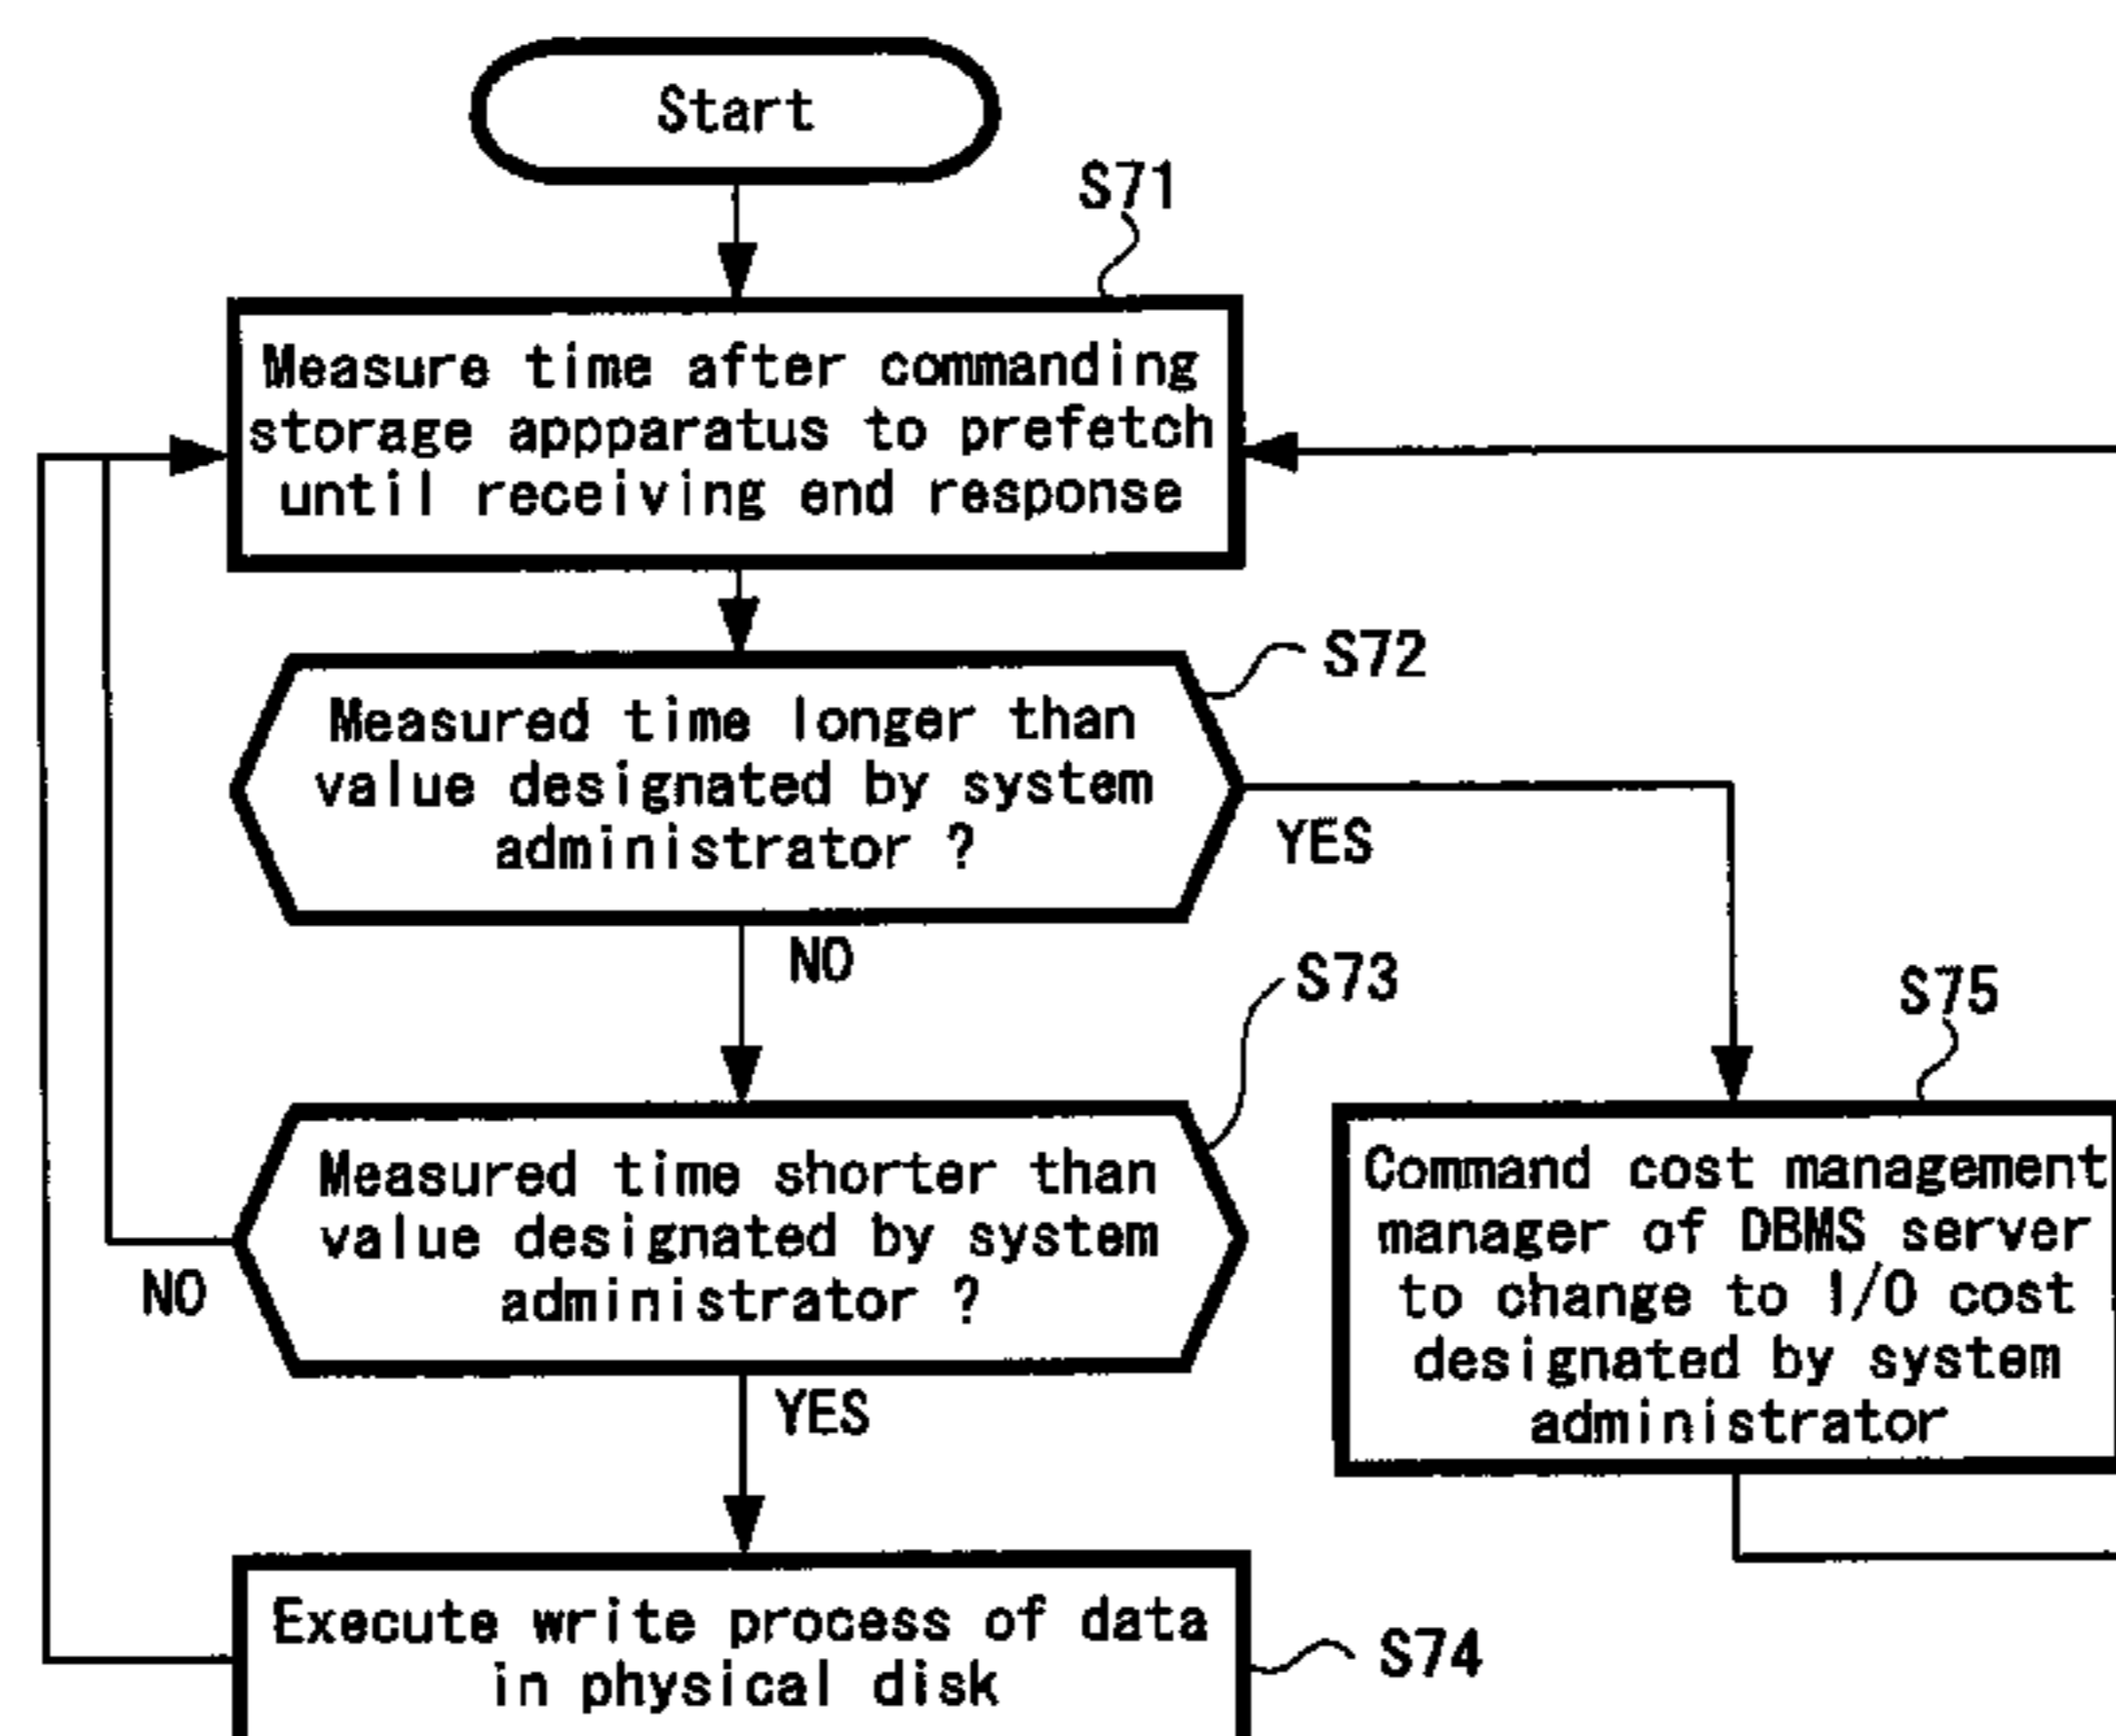 Start
S71
Measure time after commanding
storage appparatus to prefetch
until receiving end response
S72
Measured time longer than
value designated by system
administrator ?
YES
NO
S73
S75
Measured time shorter than
value designated by system
administrator ?
NO
YES
Command cost management
manager of DBMS server
to change to I/O cost
designated by system
administrator
Execute write process of data
in physical disk
S74